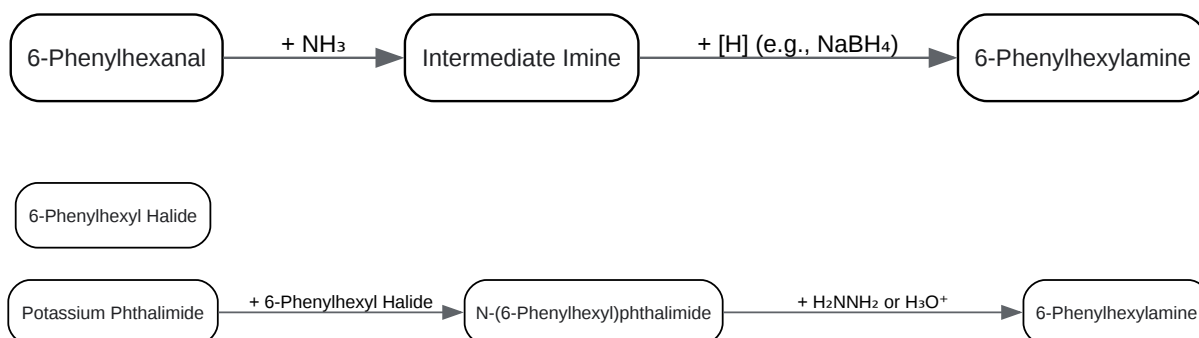 6-Phenylhexanal
+ NH₃
Intermediate Imine
+ [H] (e.g., NaBH₄)
6-Phenylhexylamine
6-Phenylhexyl Halide
Potassium Phthalimide
+ 6-Phenylhexyl Halide
N-(6-Phenylhexyl)phthalimide
+ H₂NNH₂ or H₃O⁺
6-Phenylhexylamine